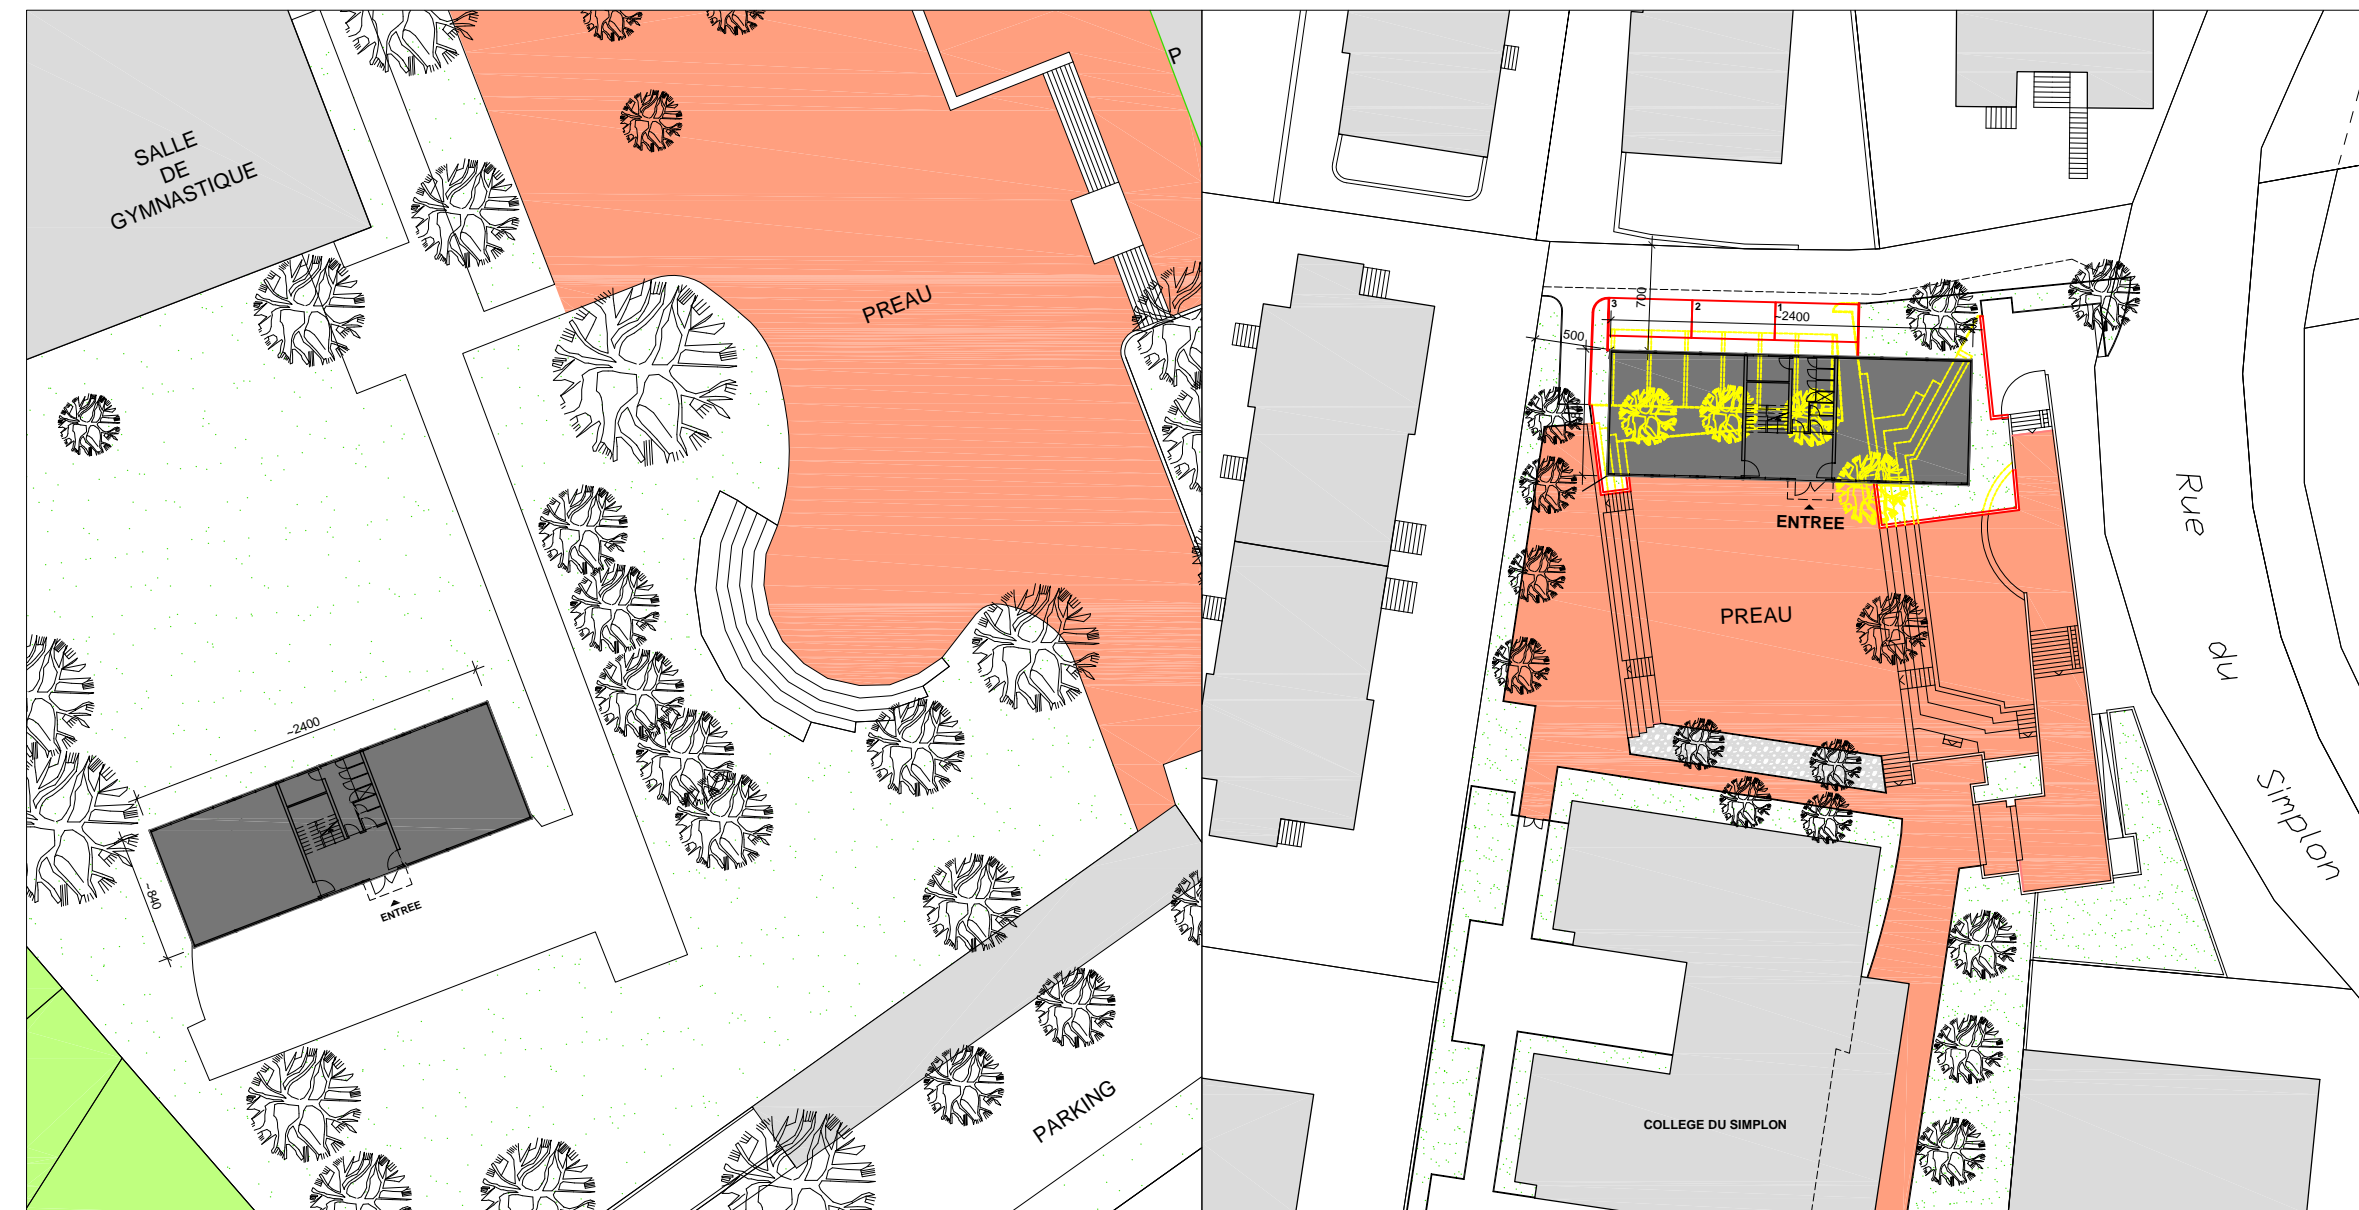 SALLE
DE
GYMNASTIQUE
PREAU
~2400
~840
ENTREE
PARKING
P
700
3
2
1
~2400
500
ENTREE
PREAU
Rue
du
Simplon
COLLEGE DU SIMPLON